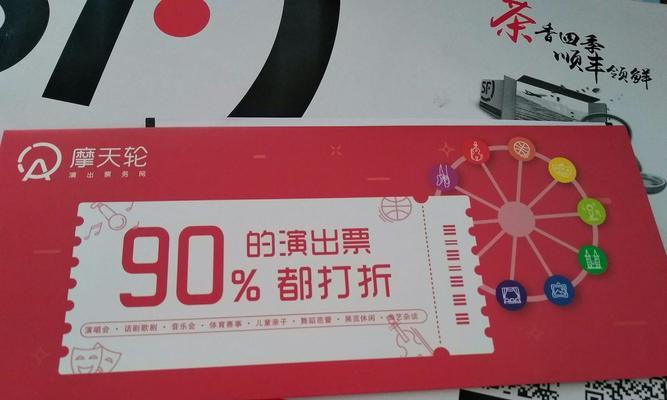 茶香四季
顺丰领鲜
SF
摩天轮
演出票务网
90%
的演出票
都打折
演唱会 · 话剧歌剧 · 音乐会 · 体育赛事 · 儿童亲子 · 舞蹈芭蕾 · 展览休闲 · 曲艺杂谈